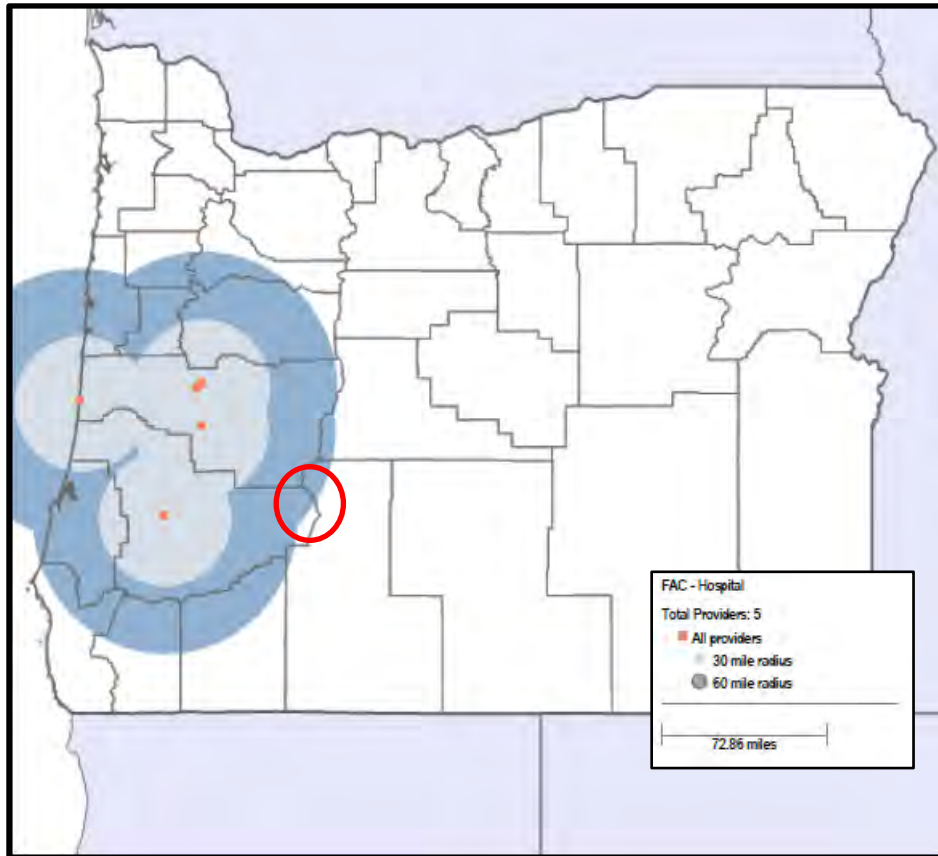 FAC - Hospital
Total Providers: 5
All providers
30 mile radius
60 mile radius
72.86 miles